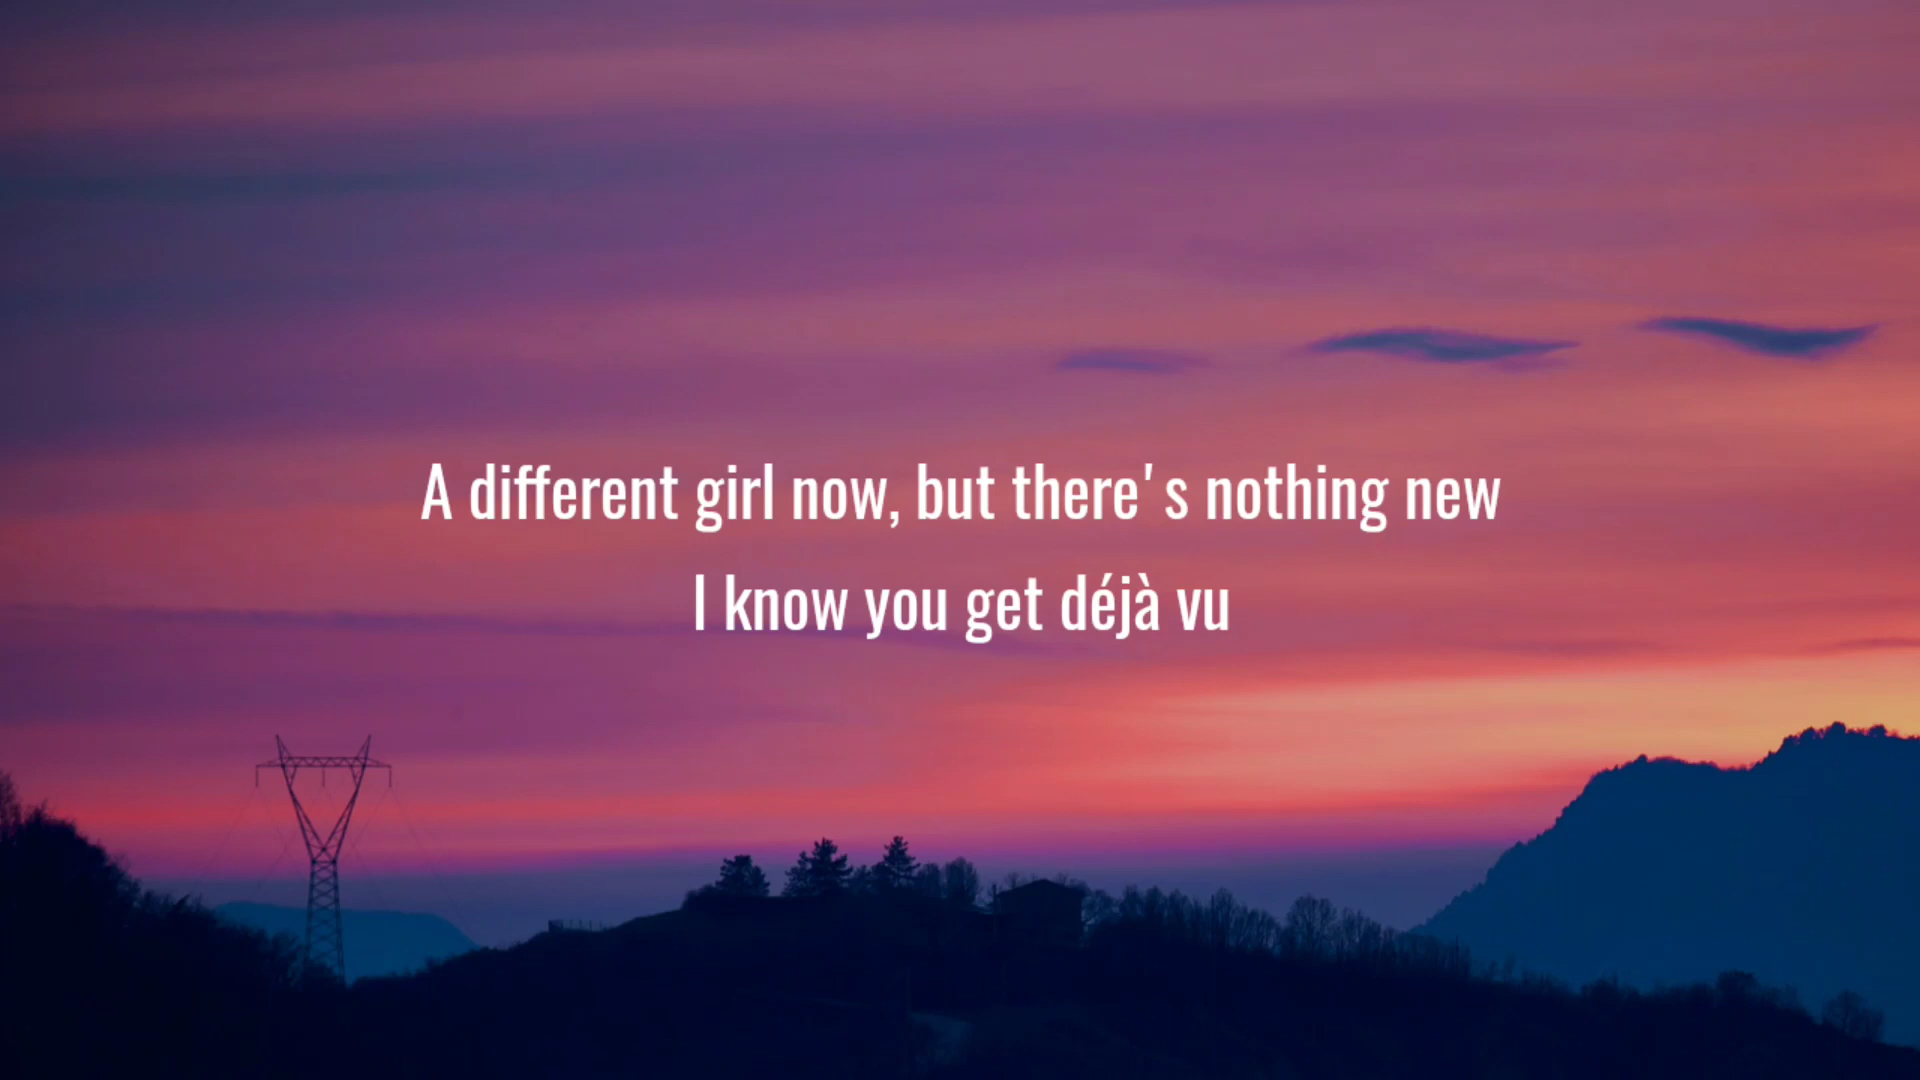 A different girl now, but there's nothing new
I know you get déjà vu